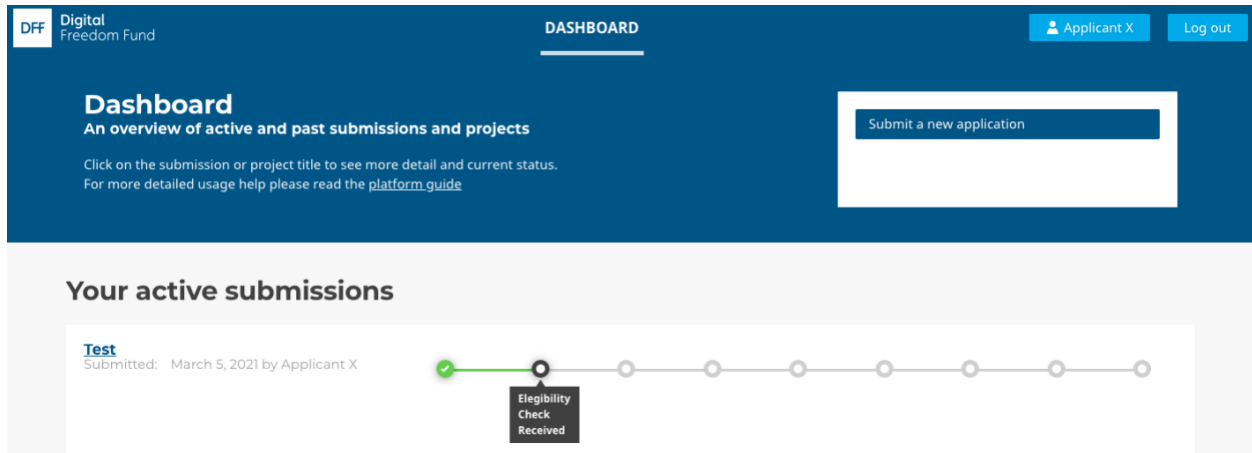 DFF Digital
Freedom Fund
DASHBOARD
Applicant X
Log out
Dashboard
An overview of active and past submissions and projects
Click on the submission or project title to see more detail and current status.
For more detailed usage help please read the platform guide
Submit a new application
Your active submissions
Test
Submitted: March 5, 2021 by Applicant X
Elegibility
Check
Received